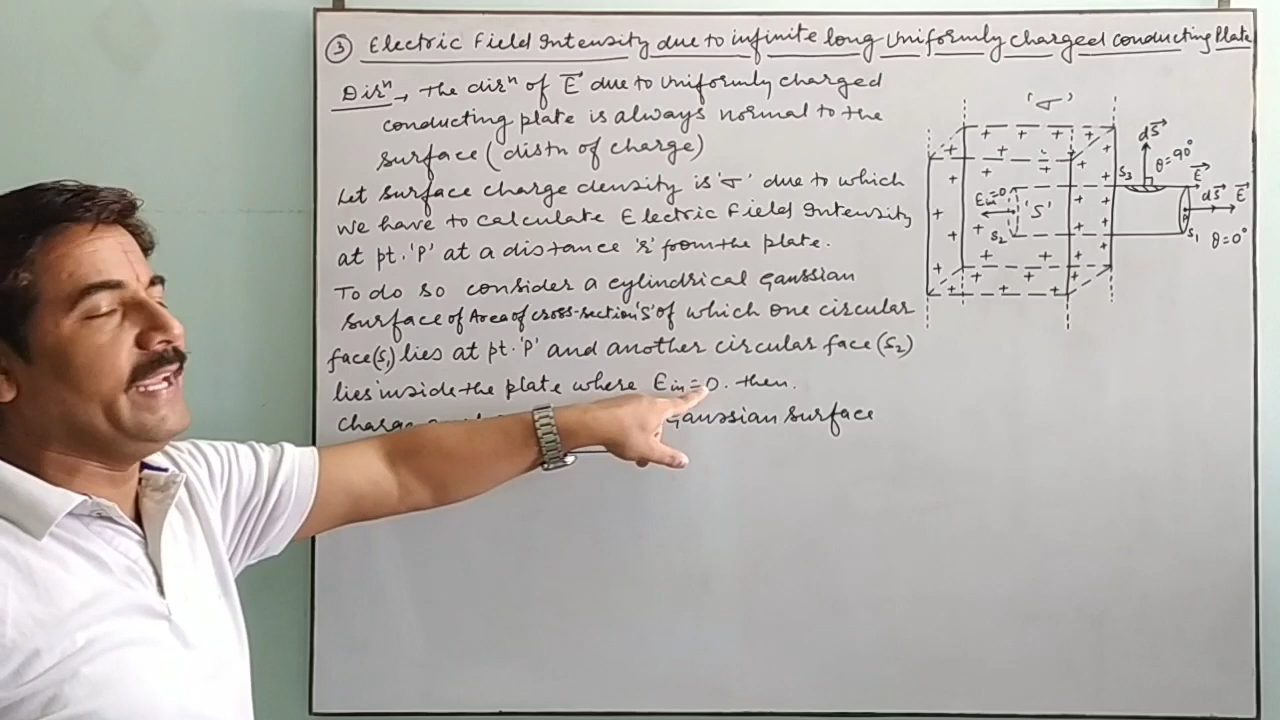 ③ Electric Field Intensity due to infinite long Uniformly charged conducting Plate
Dirⁿ → The dirⁿ of E⃗ due to Uniformly charged
conducting plate is always normal to the
surface (distn of charge)
Let surface charge density is 'σ' due to which
we have to calculate Electric Field Intensity
at pt. 'P' at a distance 'r' from the plate.
To do so consider a cylindrical Gaussian
surface of Area of cross-section 'S' of which one circular
face (S₁) lies at pt. 'P' and another circular face (S₂)
lies inside the plate where Ein = 0. then.
Gaussian surface
'σ'
dS⃗
θ = 90°
S₃
E⃗
Ein=0
'S'
dS⃗ E⃗
P
S₂
S₁
θ = 0°